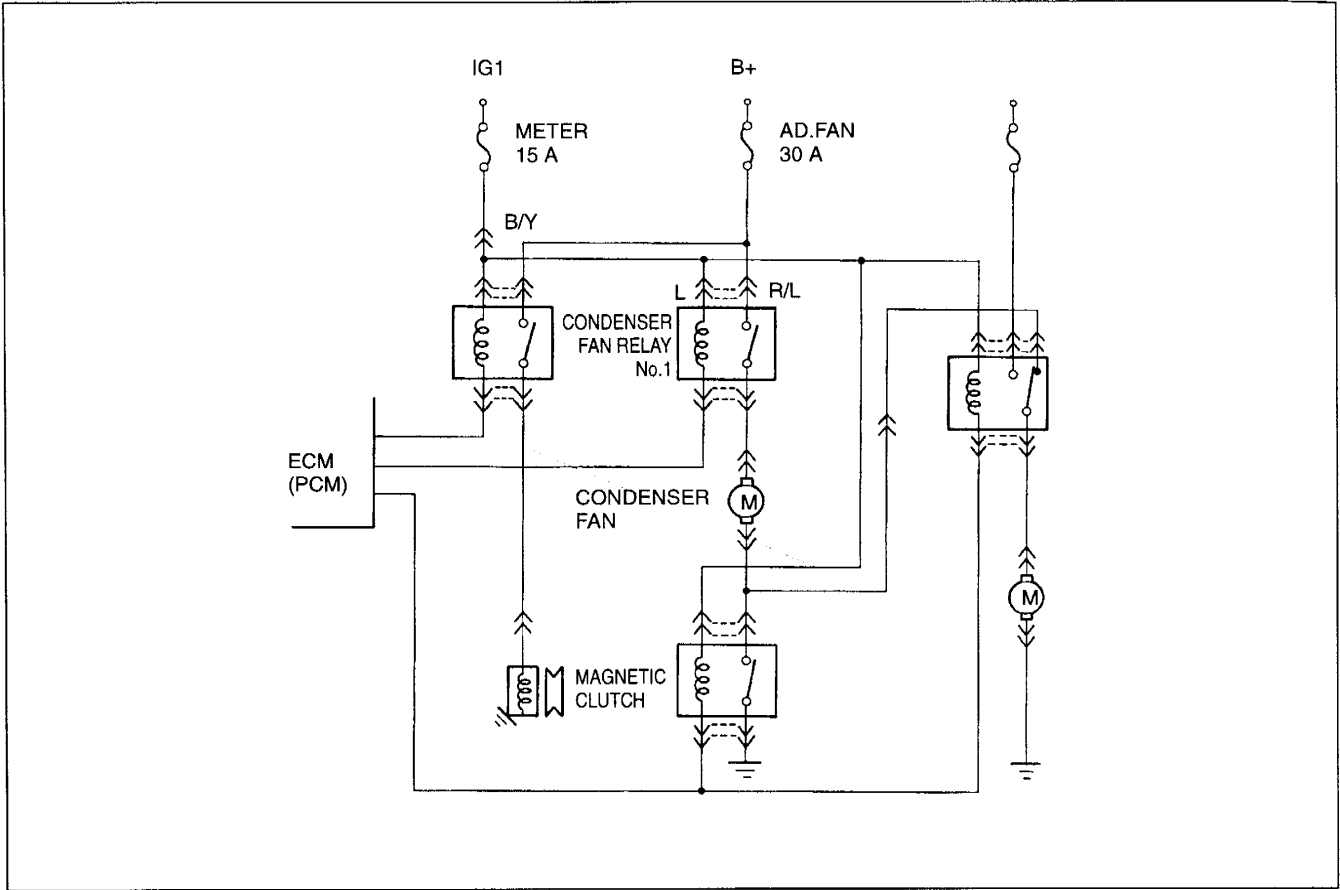 IG1
B+
METER
15 A
AD.FAN
30 A
B/Y
L
R/L
CONDENSER
FAN RELAY
No.1
ECM
(PCM)
CONDENSER
FAN
M
M
MAGNETIC
CLUTCH